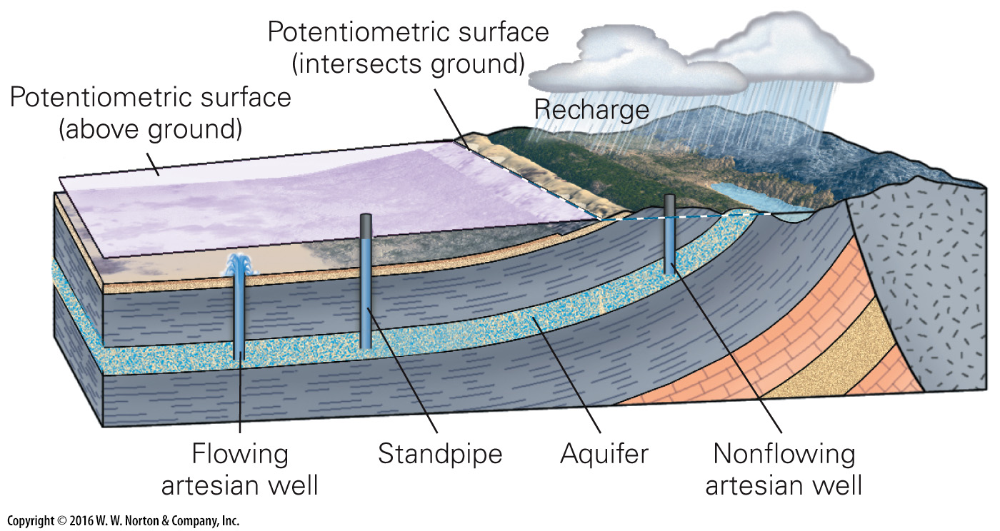 Potentiometric surface
(intersects ground)
Potentiometric surface
(above ground)
Recharge
Flowing
artesian well
Standpipe
Aquifer
Nonflowing
artesian well
Copyright © 2016 W. W. Norton & Company, Inc.